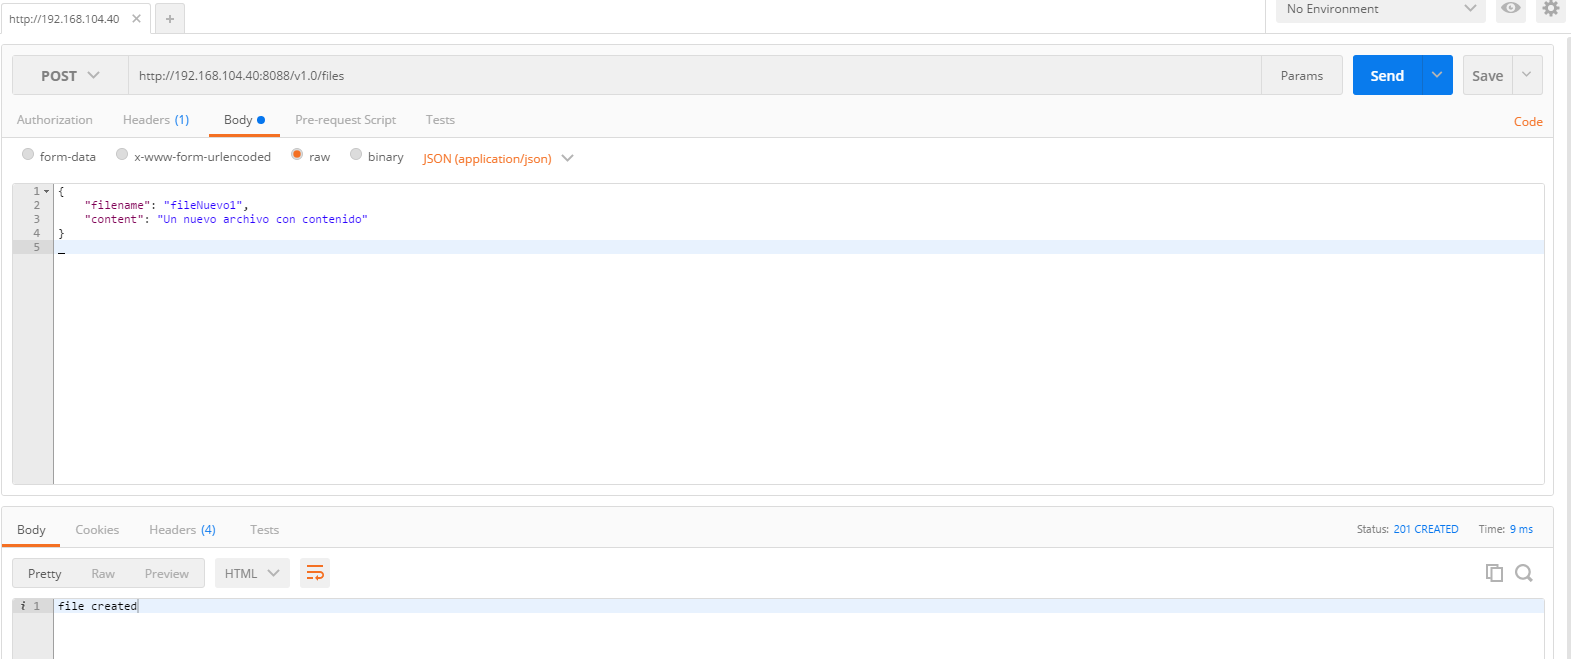 http://192.168.104.40 ✕ +
No Environment
POST http://192.168.104.40:8088/v1.0/files Params Send Save
Authorization Headers (1) Body Pre-request Script Tests Code
form-data x-www-form-urlencoded raw binary JSON (application/json)
1 {
2 "filename": "fileNuevo1",
3 "content": "Un nuevo archivo con contenido"
4 }
5
Body Cookies Headers (4) Tests Status: 201 CREATED Time: 9 ms
Pretty Raw Preview HTML
i 1 file created